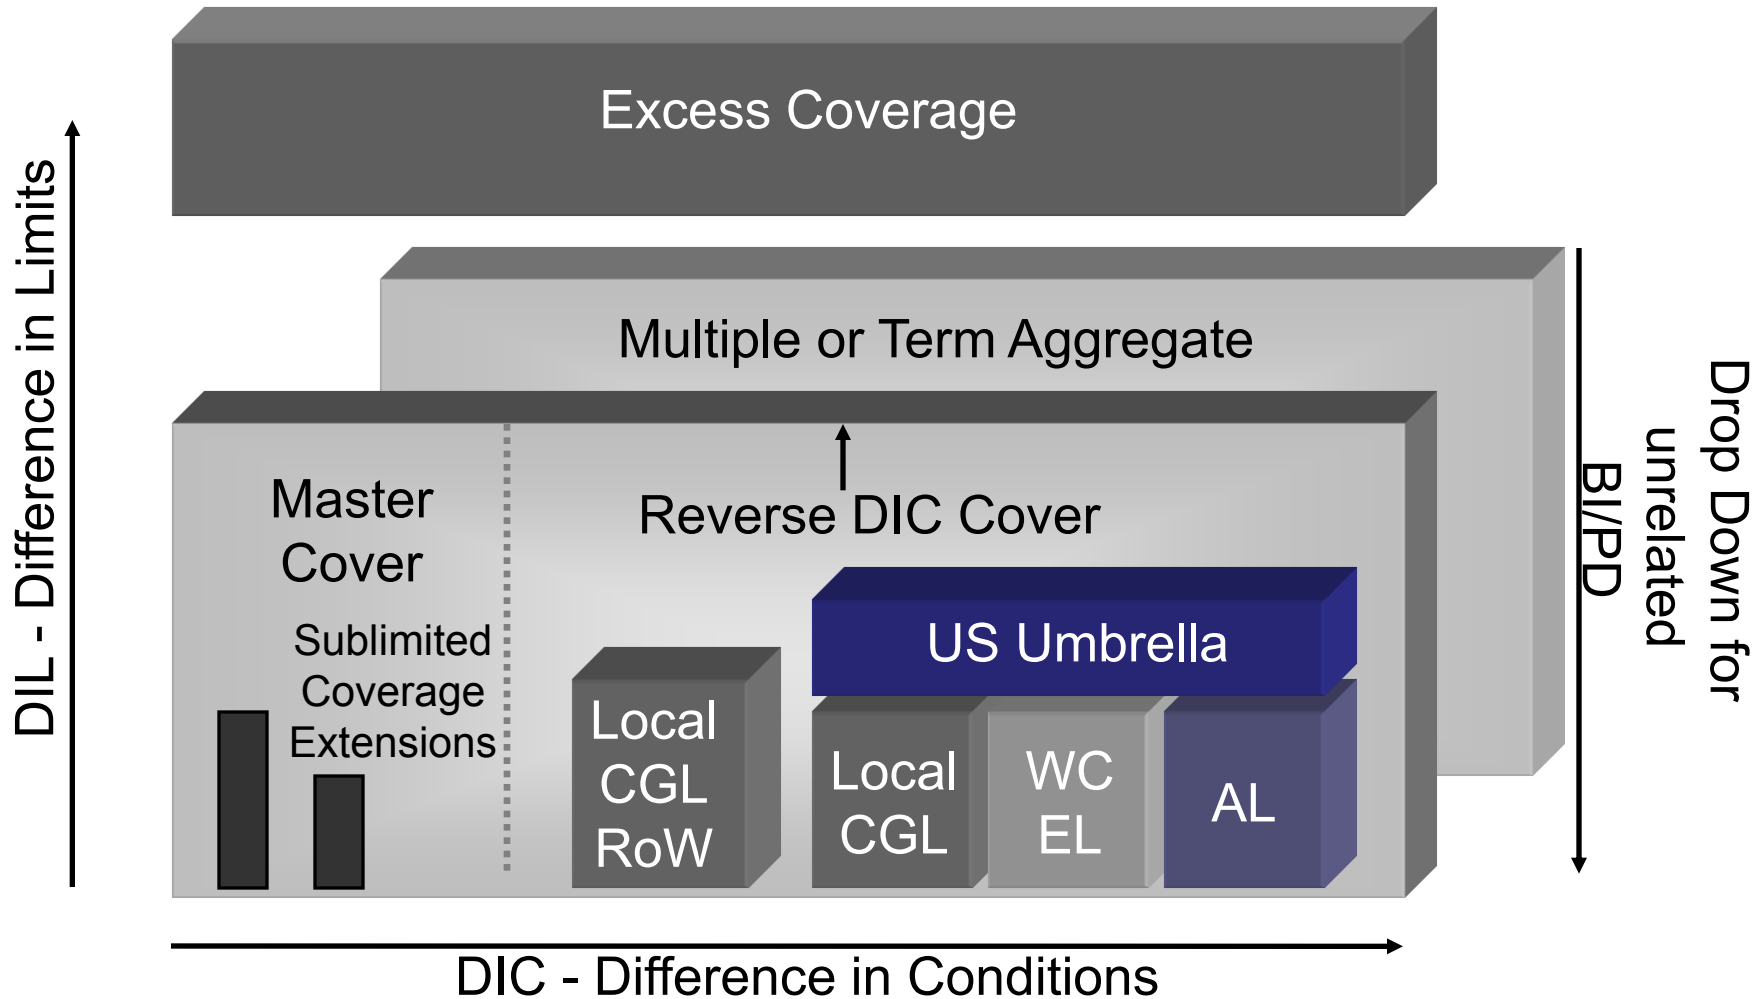 Excess Coverage
DIL - Difference in Limits
Multiple or Term Aggregate
Drop Down for
unrelated
BI/PD
Master
Cover
Reverse DIC Cover
Sublimited
Coverage
Extensions
US Umbrella
Local
CGL
RoW
Local
CGL
WC
EL
AL
DIC - Difference in Conditions